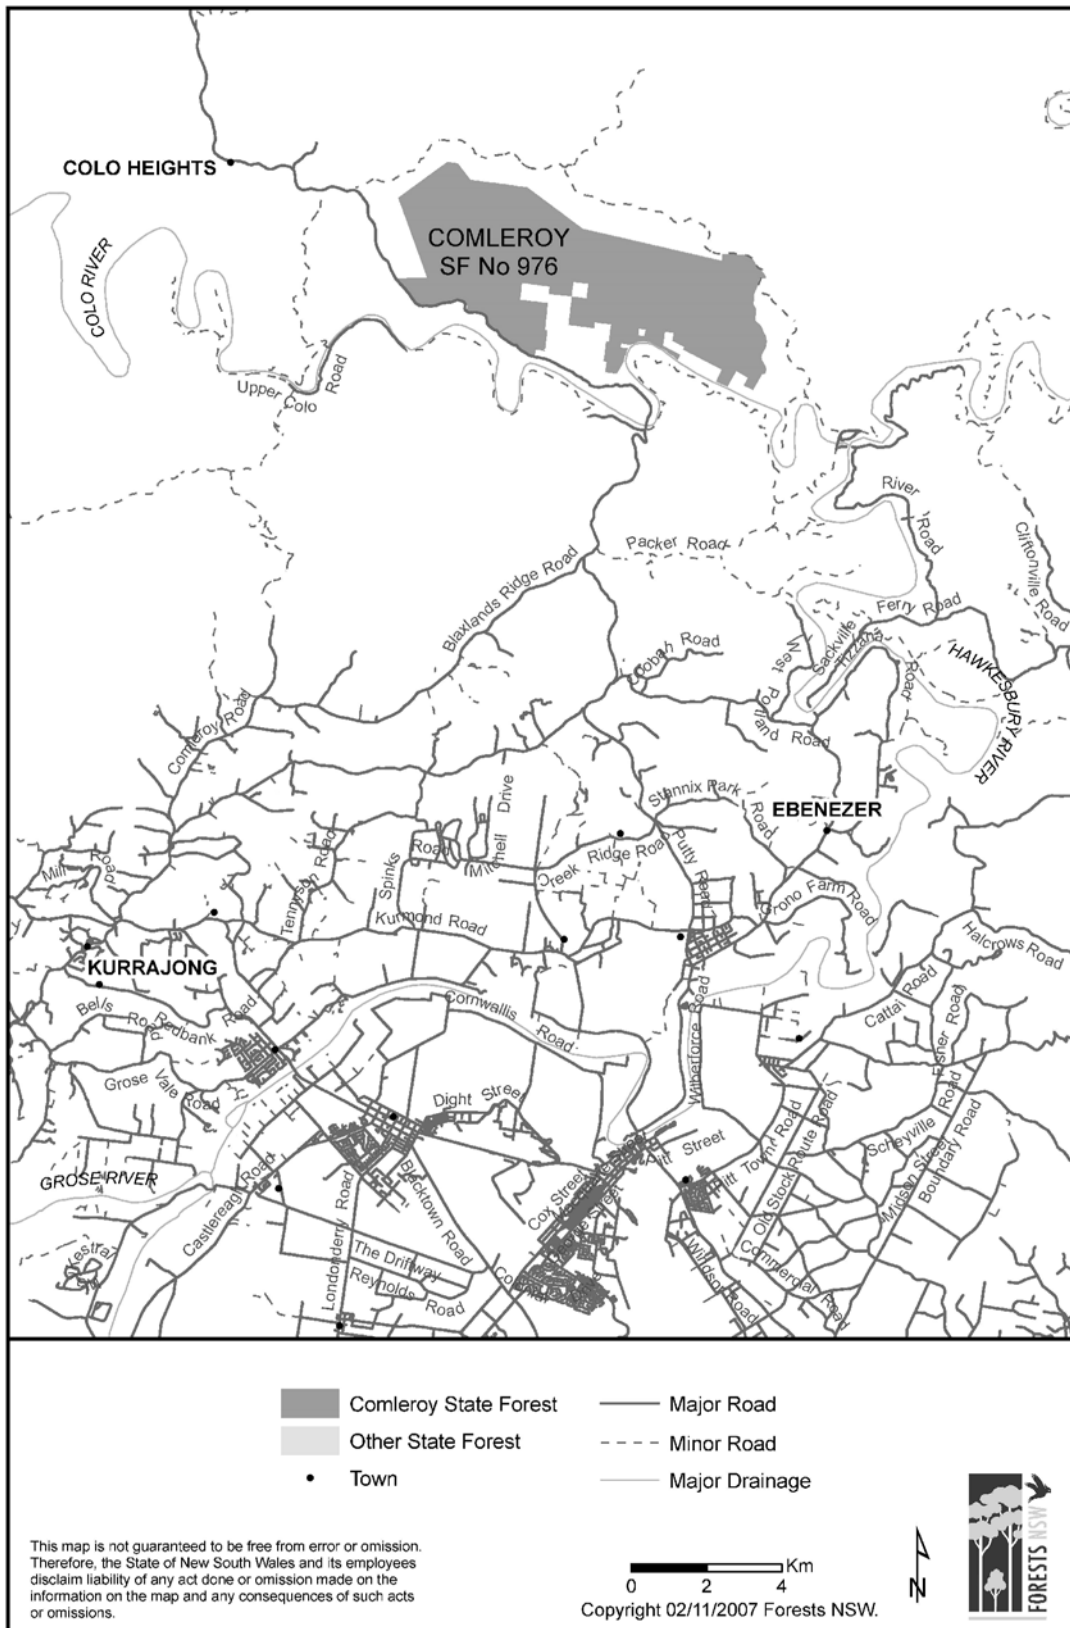 COLO HEIGHTS
COMLEROY
SF No 976
COLO RIVER
Upper Colo Road
River Road
Packer Road
Cliftonville Road
Blaxlands Ridge Road
Ferry Road
Sackville
Tizzana Road
Coobah Road
West Portland Road
HAWKESBURY RIVER
Comleroy Road
Stannix Park Road
EBENEZER
Mitchell Drive
Spinks Road
Creek Ridge Road
Putty Road
Mill Road
Tennyson Road
Kurmond Road
Grono Farm Road
Halcrows Road
KURRAJONG
Cattai Road
Bells Road
Redbank Road
Cornwallis Road
Wilberforce Road
Grose Vale Road
Dight Street
Pitt Street
Pitt Town Road
Old Stock Route Road
Scheyville Road
Midson Street
Boundary Road
GROSE RIVER
Castlereagh Road
Londonderry Road
Cox Street
The Driftway
Reynolds Road
Windsor Road
Commercial Road
Comleroy State Forest
Other State Forest
Town
Major Road
Minor Road
Major Drainage
This map is not guaranteed to be free from error or omission.
Therefore, the State of New South Wales and its employees
disclaim liability of any act done or omission made on the
information on the map and any consequences of such acts
or omissions.
Km
0 2 4
Copyright 02/11/2007 Forests NSW.
N
FORESTS NSW